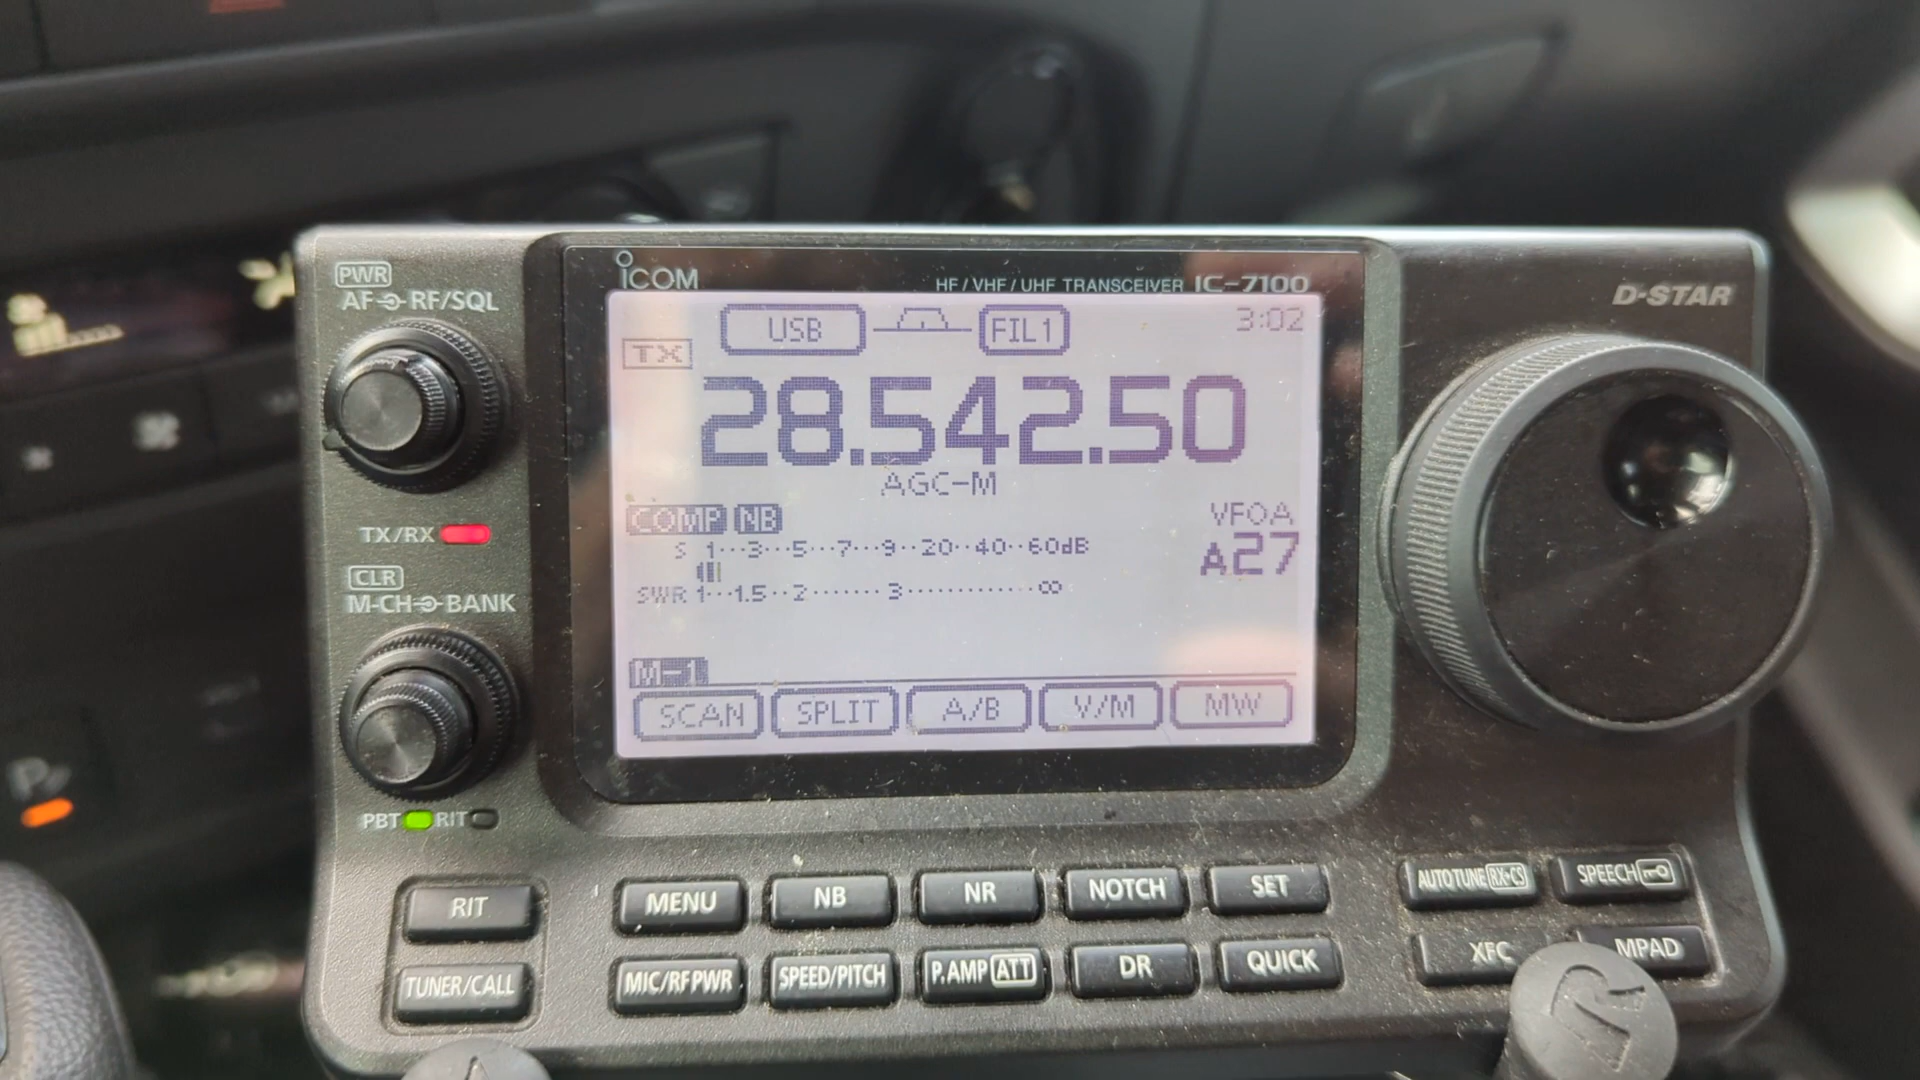 PWR
AF RF/SQL
ICOM
HF/VHF/UHF TRANSCEIVER IC-7100
D-STAR
USB FIL1 3:02
TX
28.542.50
AGC-M
COMP NB
VFOA
A27
S 1···3···5···7···9··20··40··60dB
SWR 1···1.5··2·······3············∞
M-1
SCAN SPLIT A/B V/M MW
TX/RX
CLR
M-CH BANK
PBT RIT
RIT MENU NB NR NOTCH SET AUTOTUNE RX•CS SPEECH
TUNER/CALL MIC/RF PWR SPEED/PITCH P.AMP ATT DR QUICK XFC MPAD